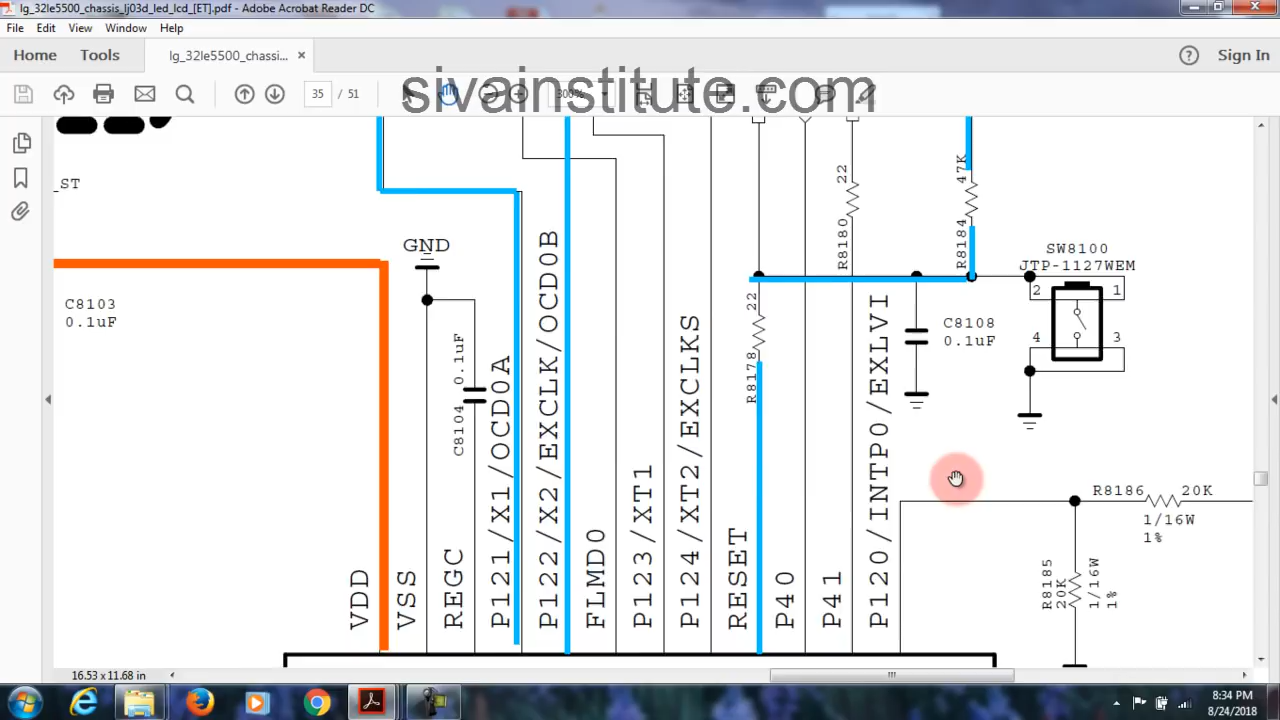 lg_32le5500_chassis_lj03d_led_lcd_[ET].pdf - Adobe Acrobat Reader DC
File Edit View Window Help
Home Tools lg_32le5500_chassi... × ? Sign In
sivainstitute.com
35 / 51 300%
_ST
C8103
0.1uF
GND
C8104 0.1uF
R8178 22
R8180 22
R8184 47K
SW8100
JTP-1127WEM
2 1
4 3
C8108
0.1uF
VDD
VSS
REGC
P121/X1/OCD0A
P122/X2/EXCLK/OCD0B
FLMD0
P123/XT1
P124/XT2/EXCLKS
RESET
P40
P41
P120/INTP0/EXLVI
R8186 20K
1/16W
1%
R8185
20K
1/16W
1%
16.53 x 11.68 in
8:34 PM
8/24/2018